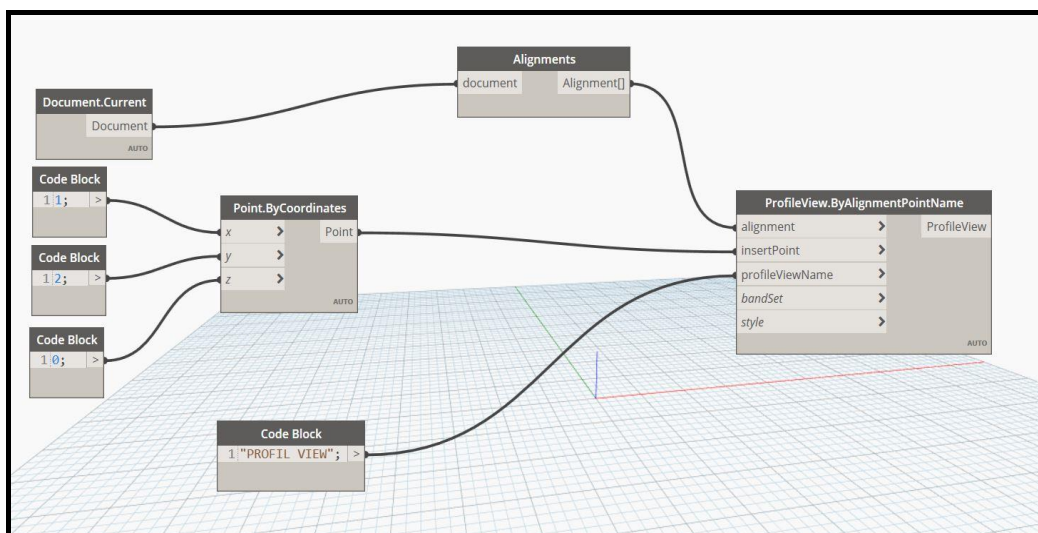 Alignments
document Alignment[]
Document.Current
Document
AUTO
Code Block
1 1; >
Code Block
1 2; >
Code Block
1 0; >
Point.ByCoordinates
x > Point
y >
z >
AUTO
ProfileView.ByAlignmentPointName
alignment > ProfileView
insertPoint >
profileViewName >
bandSet >
style >
AUTO
Code Block
1 "PROFIL VIEW"; >